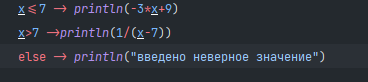 x<=7 -> println(-3*x+9)
x>7 ->println(1/(x-7))
else -> println("введено неверное значение")